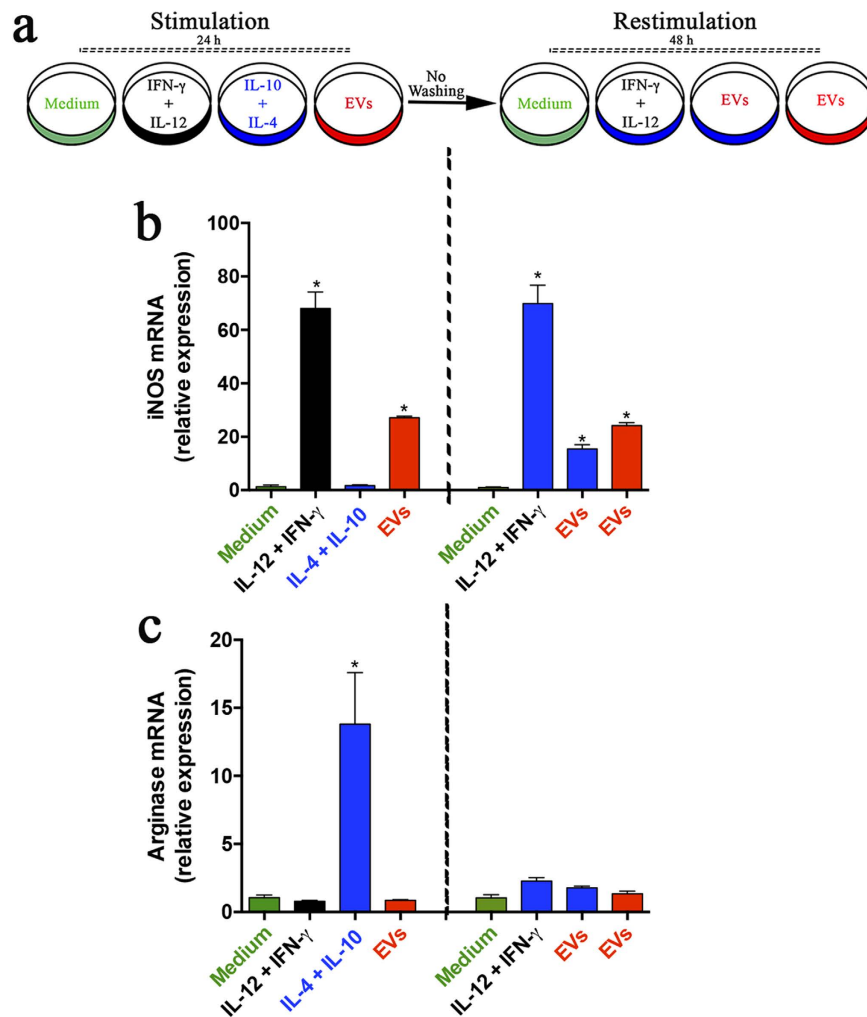 a
Stimulation
24 h
Restimulation
48 h
Medium
IFN-γ
+
IL-12
IL-10
+
IL-4
EVs
No
Washing
Medium
IFN-γ
+
IL-12
EVs
EVs
b
iNOS mRNA
(relative expression)
100
80
60
40
20
0
*
*
*
*
*
Medium
IL-12 + IFN-γ
IL-4 + IL-10
EVs
Medium
IL-12 + IFN-γ
EVs
EVs
c
Arginase mRNA
(relative expression)
20
15
10
5
0
*
Medium
IL-12 + IFN-γ
IL-4 + IL-10
EVs
Medium
IL-12 + IFN-γ
EVs
EVs